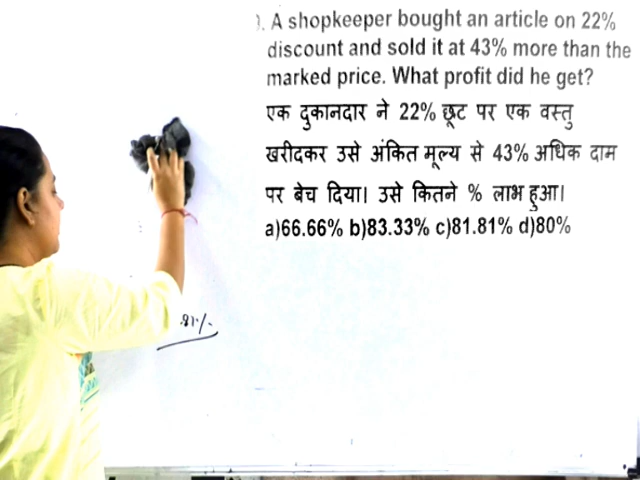 ). A shopkeeper bought an article on 22%
discount and sold it at 43% more than the
marked price. What profit did he get?
एक दुकानदार ने 22% छूट पर एक वस्तु
खरीदकर उसे अंकित मूल्य से 43% अधिक दाम
पर बेच दिया। उसे कितने % लाभ हुआ।
a)66.66% b)83.33% c)81.81% d)80%